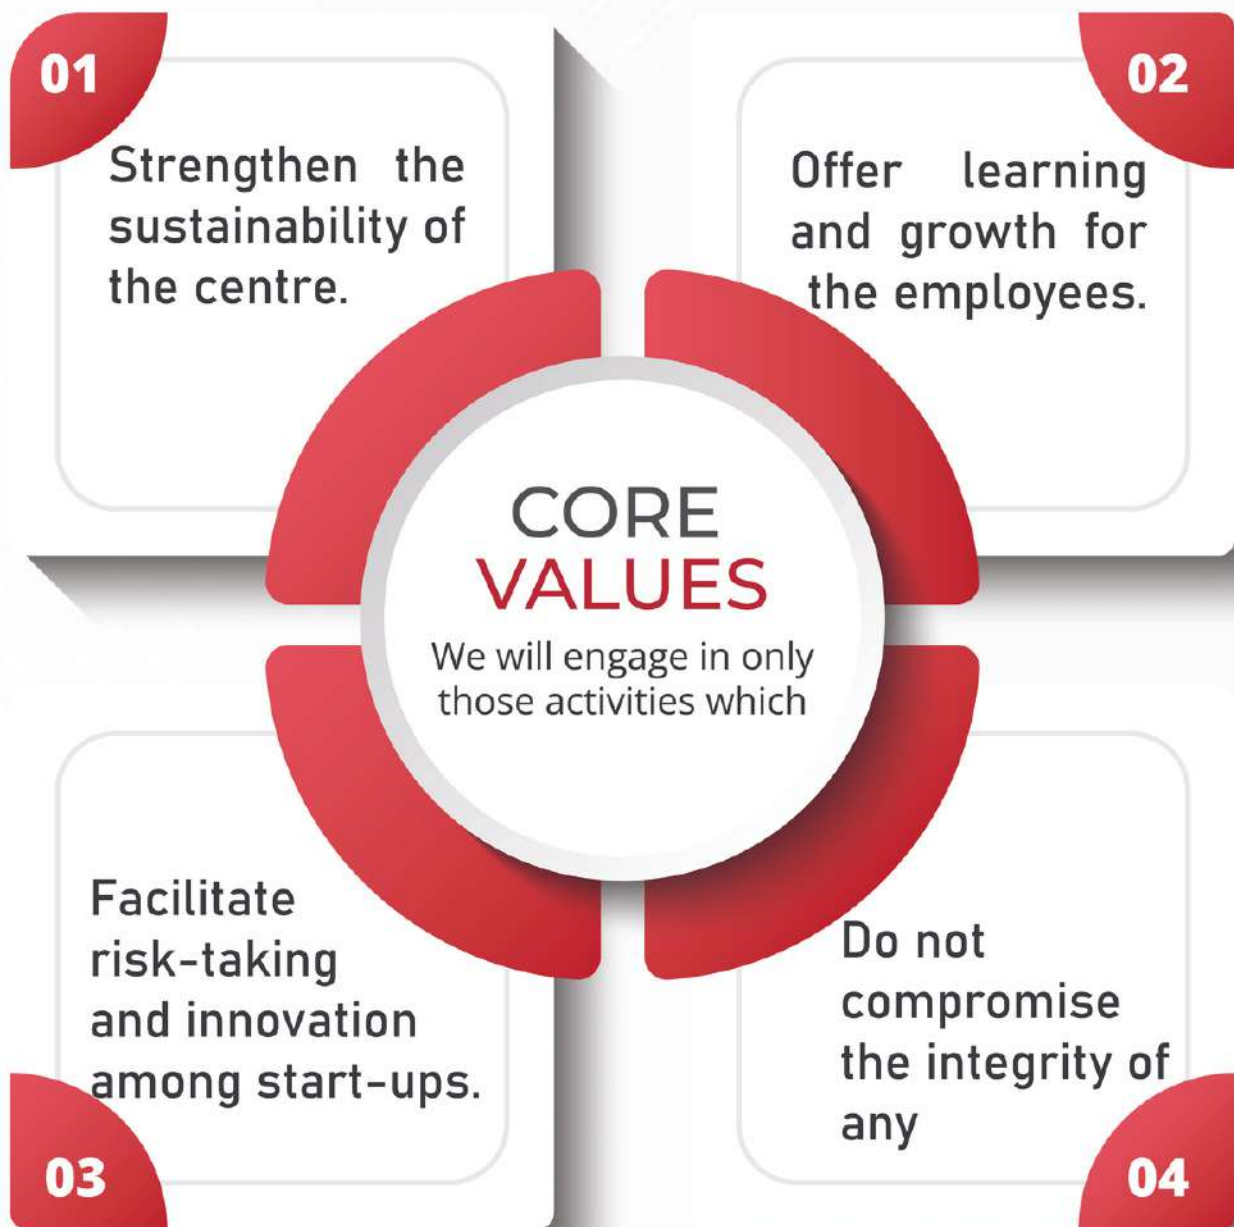 01
Strengthen the
sustainability of
the centre.
02
Offer learning
and growth for
the employees.
CORE
VALUES
We will engage in only
those activities which
Facilitate
risk-taking
and innovation
among start-ups.
03
Do not
compromise
the integrity of
any
04